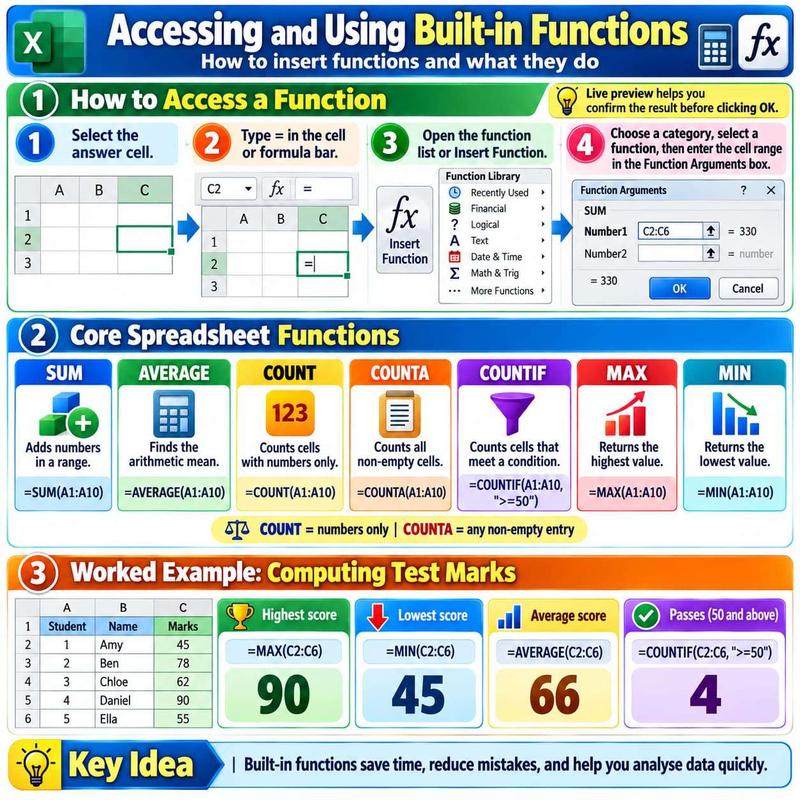 X
Accessing and Using Built-in Functions
How to insert functions and what they do
fx
1 How to Access a Function
Live preview helps you
confirm the result before clicking OK.
1 Select the
answer cell.
A B C
1
2
3
2 Type = in the cell
or formula bar.
C2 fx =
A B C
1
2 =
3
3 Open the function
list or Insert Function.
fx
Insert
Function
Function Library
Recently Used
Financial
? Logical
A Text
Date & Time
Σ Math & Trig
··· More Functions
4 Choose a category, select a
function, then enter the cell range
in the Function Arguments box.
Function Arguments ? ×
SUM
Number1 C2:C6 = 330
Number2 = number
= 330
OK Cancel
2 Core Spreadsheet Functions
SUM
Adds numbers
in a range.
=SUM(A1:A10)
AVERAGE
Finds the
arithmetic mean.
=AVERAGE(A1:A10)
COUNT
123
Counts cells
with numbers only.
=COUNT(A1:A10)
COUNTA
Counts all
non-empty cells.
=COUNTA(A1:A10)
COUNTIF
Counts cells that
meet a condition.
=COUNTIF(A1:A10,
">=50")
MAX
Returns the
highest value.
=MAX(A1:A10)
MIN
Returns the
lowest value.
=MIN(A1:A10)
COUNT = numbers only | COUNTA = any non-empty entry
3 Worked Example: Computing Test Marks
A B C
1 Student Name Marks
2 1 Amy 45
3 2 Ben 78
4 3 Chloe 62
5 4 Daniel 90
6 5 Ella 55
Highest score
=MAX(C2:C6)
90
Lowest score
=MIN(C2:C6)
45
Average score
=AVERAGE(C2:C6)
66
Passes (50 and above)
=COUNTIF(C2:C6, ">=50")
4
Key Idea | Built-in functions save time, reduce mistakes, and help you analyse data quickly.